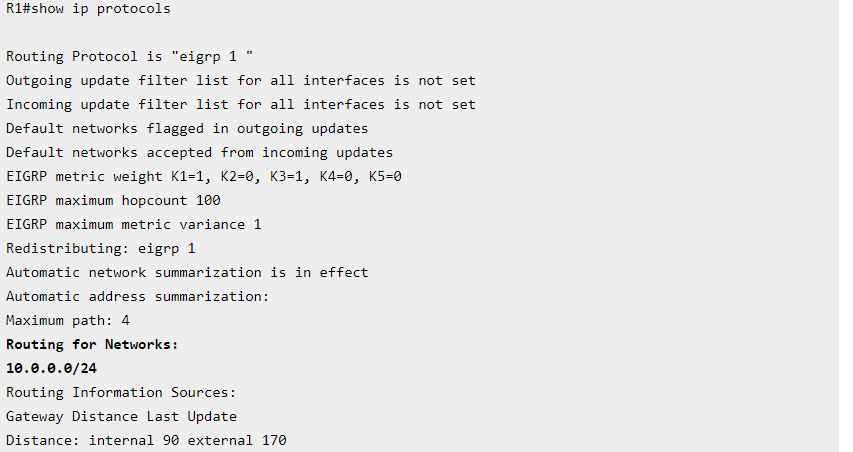 R1#show ip protocols
Routing Protocol is "eigrp 1 "
Outgoing update filter list for all interfaces is not set
Incoming update filter list for all interfaces is not set
Default networks flagged in outgoing updates
Default networks accepted from incoming updates
EIGRP metric weight K1=1, K2=0, K3=1, K4=0, K5=0
EIGRP maximum hopcount 100
EIGRP maximum metric variance 1
Redistributing: eigrp 1
Automatic network summarization is in effect
Automatic address summarization:
Maximum path: 4
Routing for Networks:
10.0.0.0/24
Routing Information Sources:
Gateway Distance Last Update
Distance: internal 90 external 170